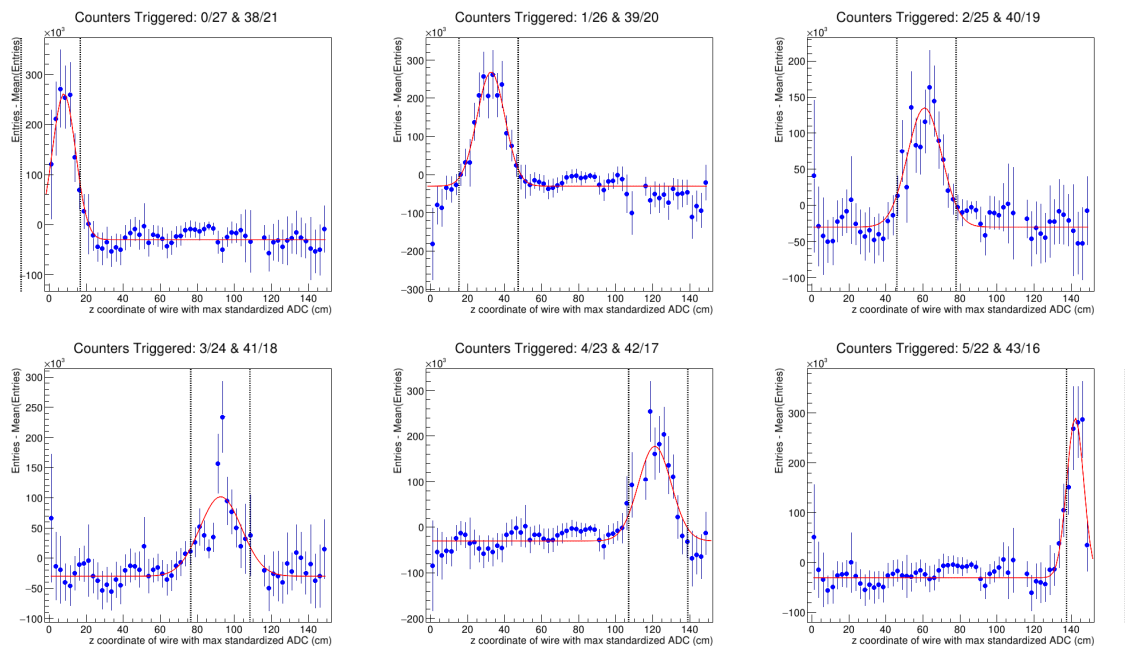 Counters Triggered: 0/27 & 38/21
×10³
Entries - Mean(Entries)
300
200
100
0
−100
0 20 40 60 80 100 120 140
z coordinate of wire with max standardized ADC (cm)
Counters Triggered: 1/26 & 39/20
×10³
Entries - Mean(Entries)
300
200
100
0
−100
−200
−300
0 20 40 60 80 100 120 140
z coordinate of wire with max standardized ADC (cm)
Counters Triggered: 2/25 & 40/19
×10³
Entries - Mean(Entries)
200
150
100
50
0
−50
−100
0 20 40 60 80 100 120 140
z coordinate of wire with max standardized ADC (cm)
Counters Triggered: 3/24 & 41/18
×10³
Entries - Mean(Entries)
300
250
200
150
100
50
0
−50
−100
0 20 40 60 80 100 120 140
z coordinate of wire with max standardized ADC (cm)
Counters Triggered: 4/23 & 42/17
×10³
Entries - Mean(Entries)
300
200
100
0
−100
−200
0 20 40 60 80 100 120 140
z coordinate of wire with max standardized ADC (cm)
Counters Triggered: 5/22 & 43/16
×10³
Entries - Mean(Entries)
300
200
100
0
−100
0 20 40 60 80 100 120 140
z coordinate of wire with max standardized ADC (cm)